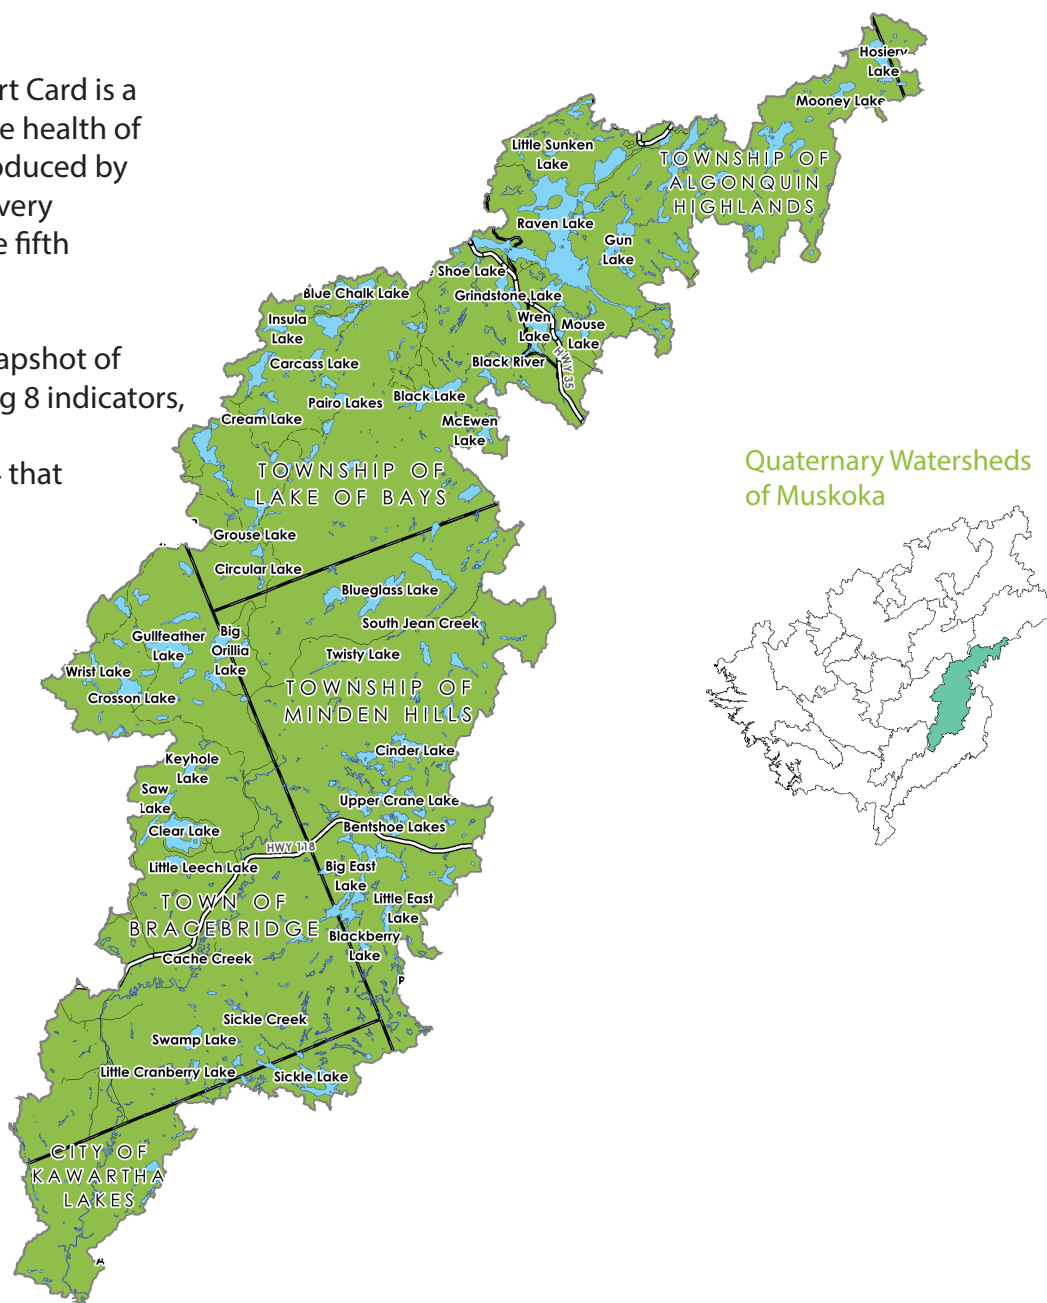 rt Card is a
e health of
oduced by
very
e fifth
apshot of
g 8 indicators,
that
Hosiery
Lake
Mooney Lake
Little Sunken
Lake
TOWNSHIP OF
ALGONQUIN
HIGHLANDS
Raven Lake
Gun
Lake
e Shoe Lake
Blue Chalk Lake
Grindstone Lake
Insula
Lake
Wren
Lake
Mouse
Lake
HWY 35
Carcass Lake
Black River
Pairo Lakes
Black Lake
Cream Lake
McEwen
Lake
TOWNSHIP OF
LAKE OF BAYS
Quaternary Watersheds
of Muskoka
Grouse Lake
Circular Lake
Blueglass Lake
South Jean Creek
Gullfeather
Lake
Big
Orillia
Lake
Twisty Lake
Wrist Lake
Crosson Lake
TOWNSHIP OF
MINDEN HILLS
Cinder Lake
Keyhole
Lake
Saw
Lake
Upper Crane Lake
Clear Lake
Bentshoe Lakes
HWY 118
Little Leech Lake
Big East
Lake
Little East
Lake
TOWN OF
BRACEBRIDGE
Blackberry
Lake
Cache Creek
P
Sickle Creek
Swamp Lake
Little Cranberry Lake
Sickle Lake
CITY OF
KAWARTHA
LAKES